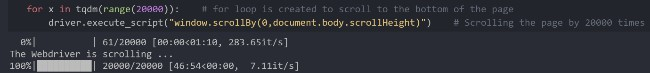 for x in tqdm(range(20000)):   # for loop is created to scroll to the bottom of the page
    driver.execute_script("window.scrollBy(0,document.body.scrollHeight)")   # Scrolling the page by 20000 times
0%|          | 61/20000 [00:00<01:10, 283.65it/s]
The Webdriver is scrolling ...
100%|██████████| 20000/20000 [46:54<00:00,  7.11it/s]